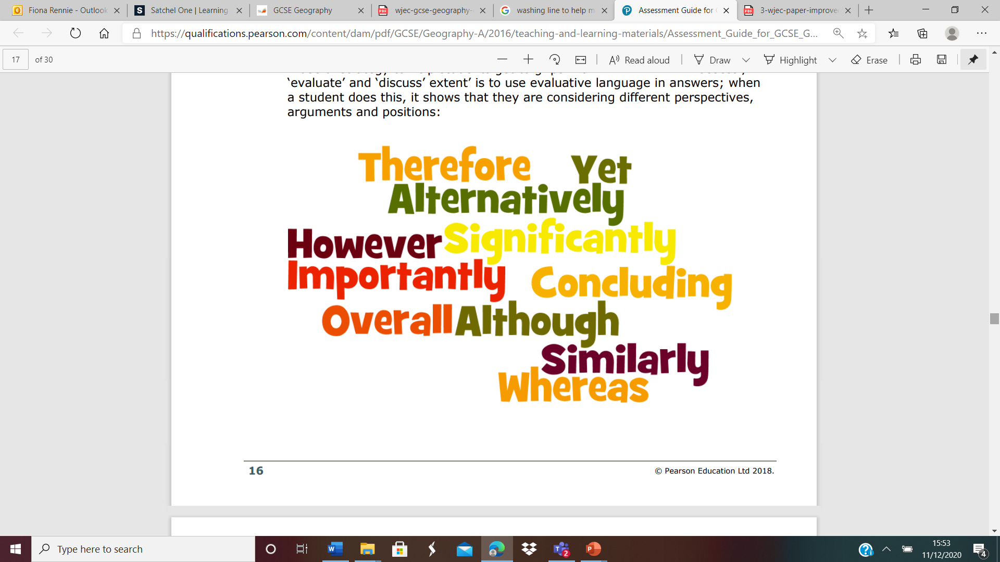 Fiona Rennie - Outlook
Satchel One | Learning
GCSE Geography
wjec-gcse-geography-
washing line to help m
Assessment Guide for
3-wjec-paper-improve
https://qualifications.pearson.com/content/dam/pdf/GCSE/Geography-A/2016/teaching-and-learning-materials/Assessment_Guide_for_GCSE_G...
17 of 30
Read aloud
Draw
Highlight
Erase
‘evaluate’ and ‘discuss’ extent’ is to use evaluative language in answers; when
a student does this, it shows that they are considering different perspectives,
arguments and positions:
Therefore
Yet
Alternatively
However
Significantly
Importantly
Concluding
Overall
Although
Similarly
Whereas
16
© Pearson Education Ltd 2018.
Type here to search
15:53
11/12/2020
2
4